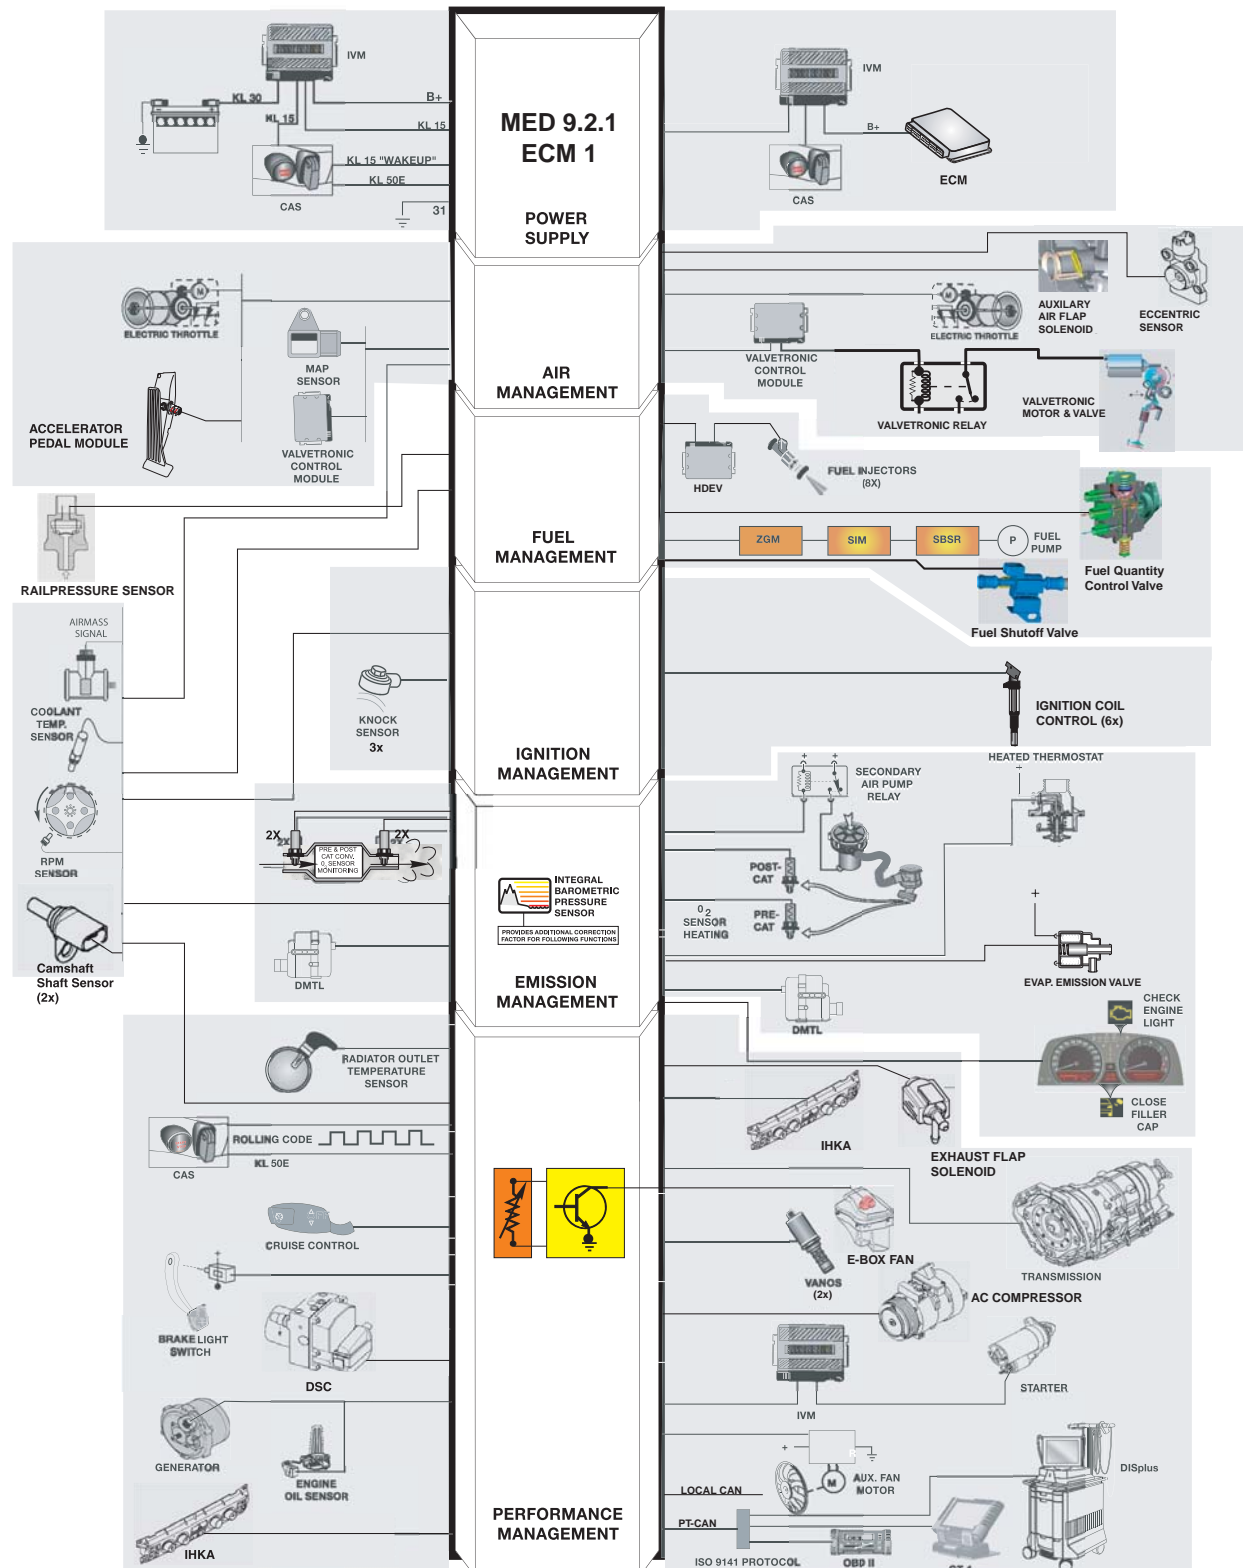 IVM
KL 30
B+
KL 15
KL 15
KL 15 "WAKEUP"
KL 50E
CAS
31
MED 9.2.1
ECM 1
POWER
SUPPLY
IVM
B+
ECM
CAS
ELECTRIC THROTTLE
M
MAP
SENSOR
ACCELERATOR
PEDAL MODULE
VALVETRONIC
CONTROL
MODULE
AIR
MANAGEMENT
AUXILARY
AIR FLAP
SOLENOID
ECCENTRIC
SENSOR
M
ELECTRIC THROTTLE
VALVETRONIC
CONTROL
MODULE
VALVETRONIC RELAY
VALVETRONIC
MOTOR & VALVE
RAILPRESSURE SENSOR
FUEL
MANAGEMENT
HDEV
FUEL INJECTORS
(8X)
ZGM
SIM
SBSR
P
FUEL
PUMP
Fuel Quantity
Control Valve
Fuel Shutoff Valve
AIRMASS
SIGNAL
COOLANT
TEMP.
SENSOR
RPM
SENSOR
Camshaft
Shaft Sensor
(2x)
KNOCK
SENSOR
3x
IGNITION
MANAGEMENT
IGNITION COIL
CONTROL (6x)
HEATED THERMOSTAT
+
2X
2X
2X
2X
PRE & POST
CAT CONV.
O2 SENSOR
MONITORING
DMTL
INTEGRAL
BAROMETRIC
PRESSURE
SENSOR
PROVIDES ADDITIONAL CORRECTION
FACTOR FOR FOLLOWING FUNCTIONS
EMISSION
MANAGEMENT
+ +
SECONDARY
AIR PUMP
RELAY
POST-
CAT
O2
SENSOR
HEATING
PRE-
CAT
+
EVAP. EMISSION VALVE
DMTL
CHECK
ENGINE
LIGHT
CLOSE
FILLER
CAP
RADIATOR OUTLET
TEMPERATURE
SENSOR
CAS
ROLLING CODE
KL 50E
CRUISE CONTROL
+
BRAKE LIGHT
SWITCH
DSC
GENERATOR
ENGINE
OIL SENSOR
IHKA
PERFORMANCE
MANAGEMENT
IHKA
EXHAUST FLAP
SOLENOID
E-BOX FAN
VANOS
(2x)
TRANSMISSION
AC COMPRESSOR
IVM
STARTER
+
M
AUX. FAN
MOTOR
DISplus
LOCAL CAN
PT-CAN
ISO 9141 PROTOCOL
OBD II